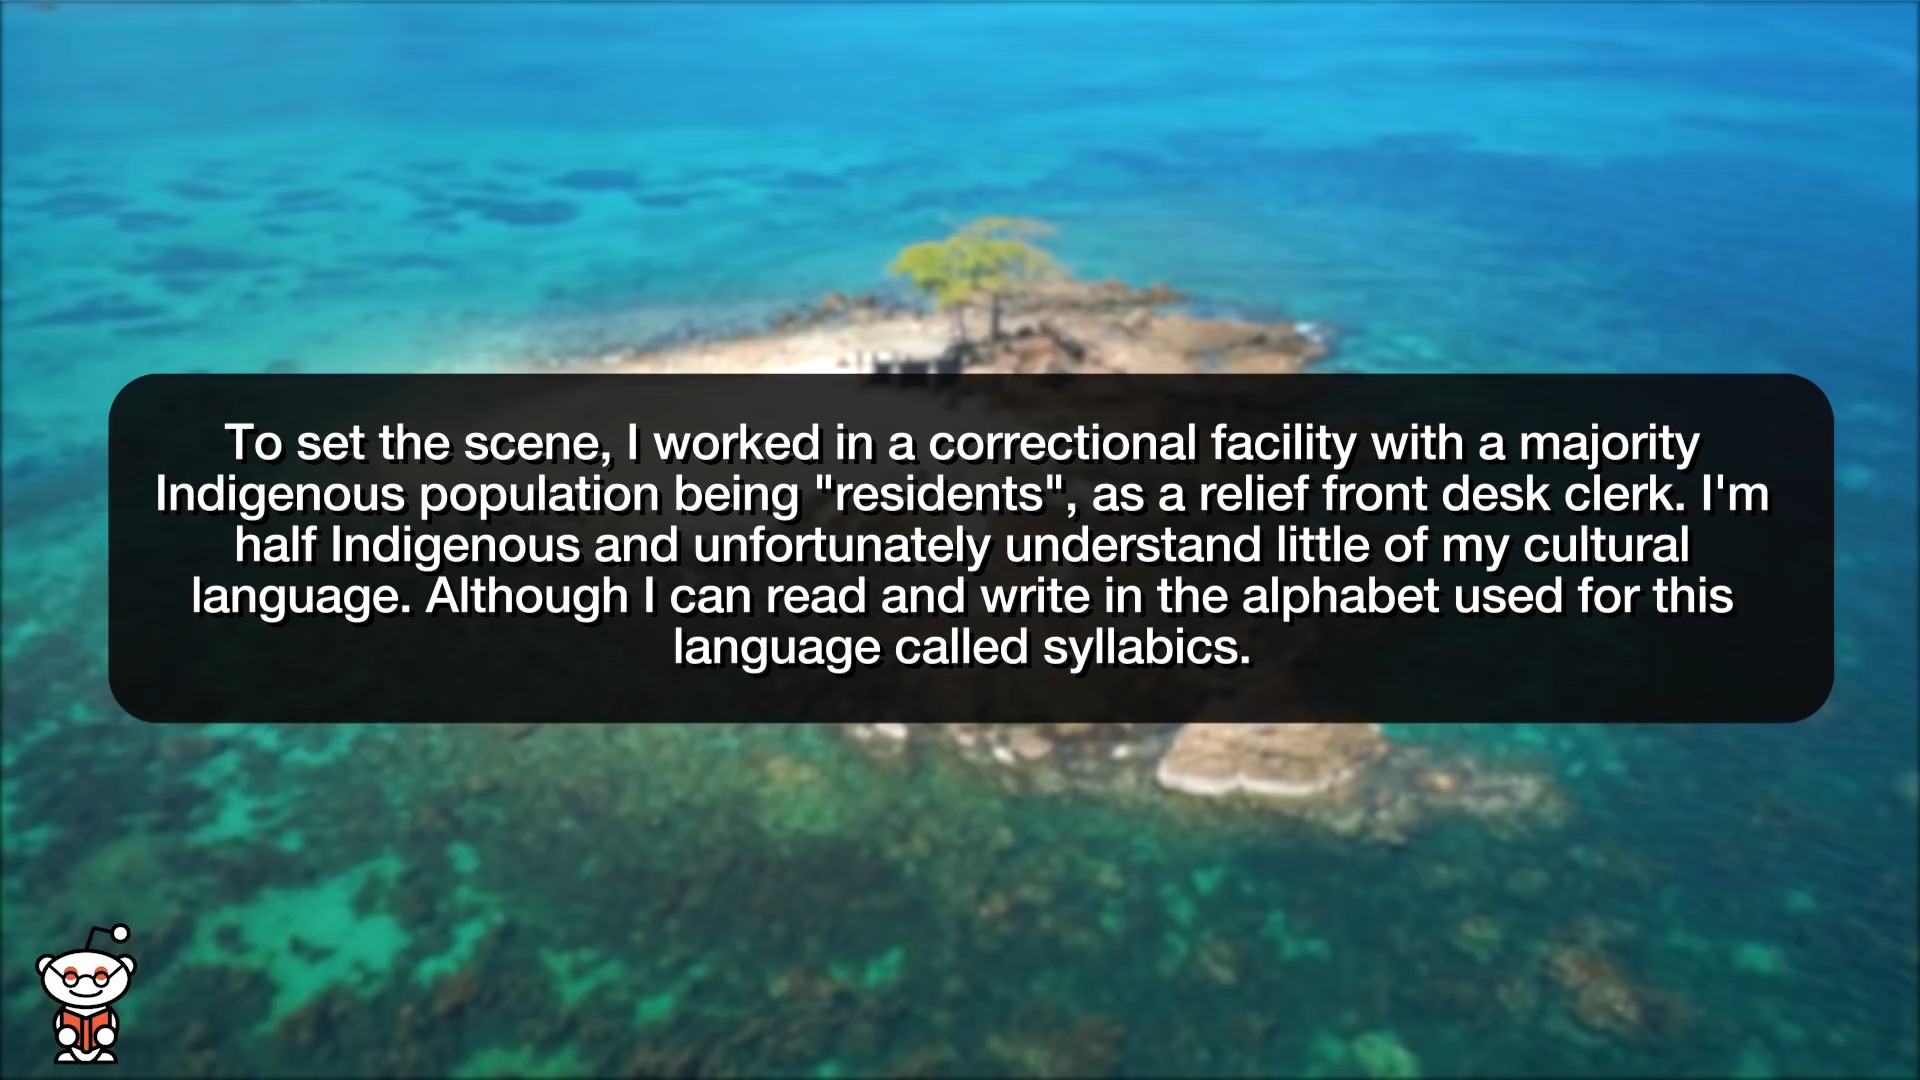 To set the scene, I worked in a correctional facility with a majority
Indigenous population being "residents", as a relief front desk clerk. I'm
half Indigenous and unfortunately understand little of my cultural
language. Although I can read and write in the alphabet used for this
language called syllabics.